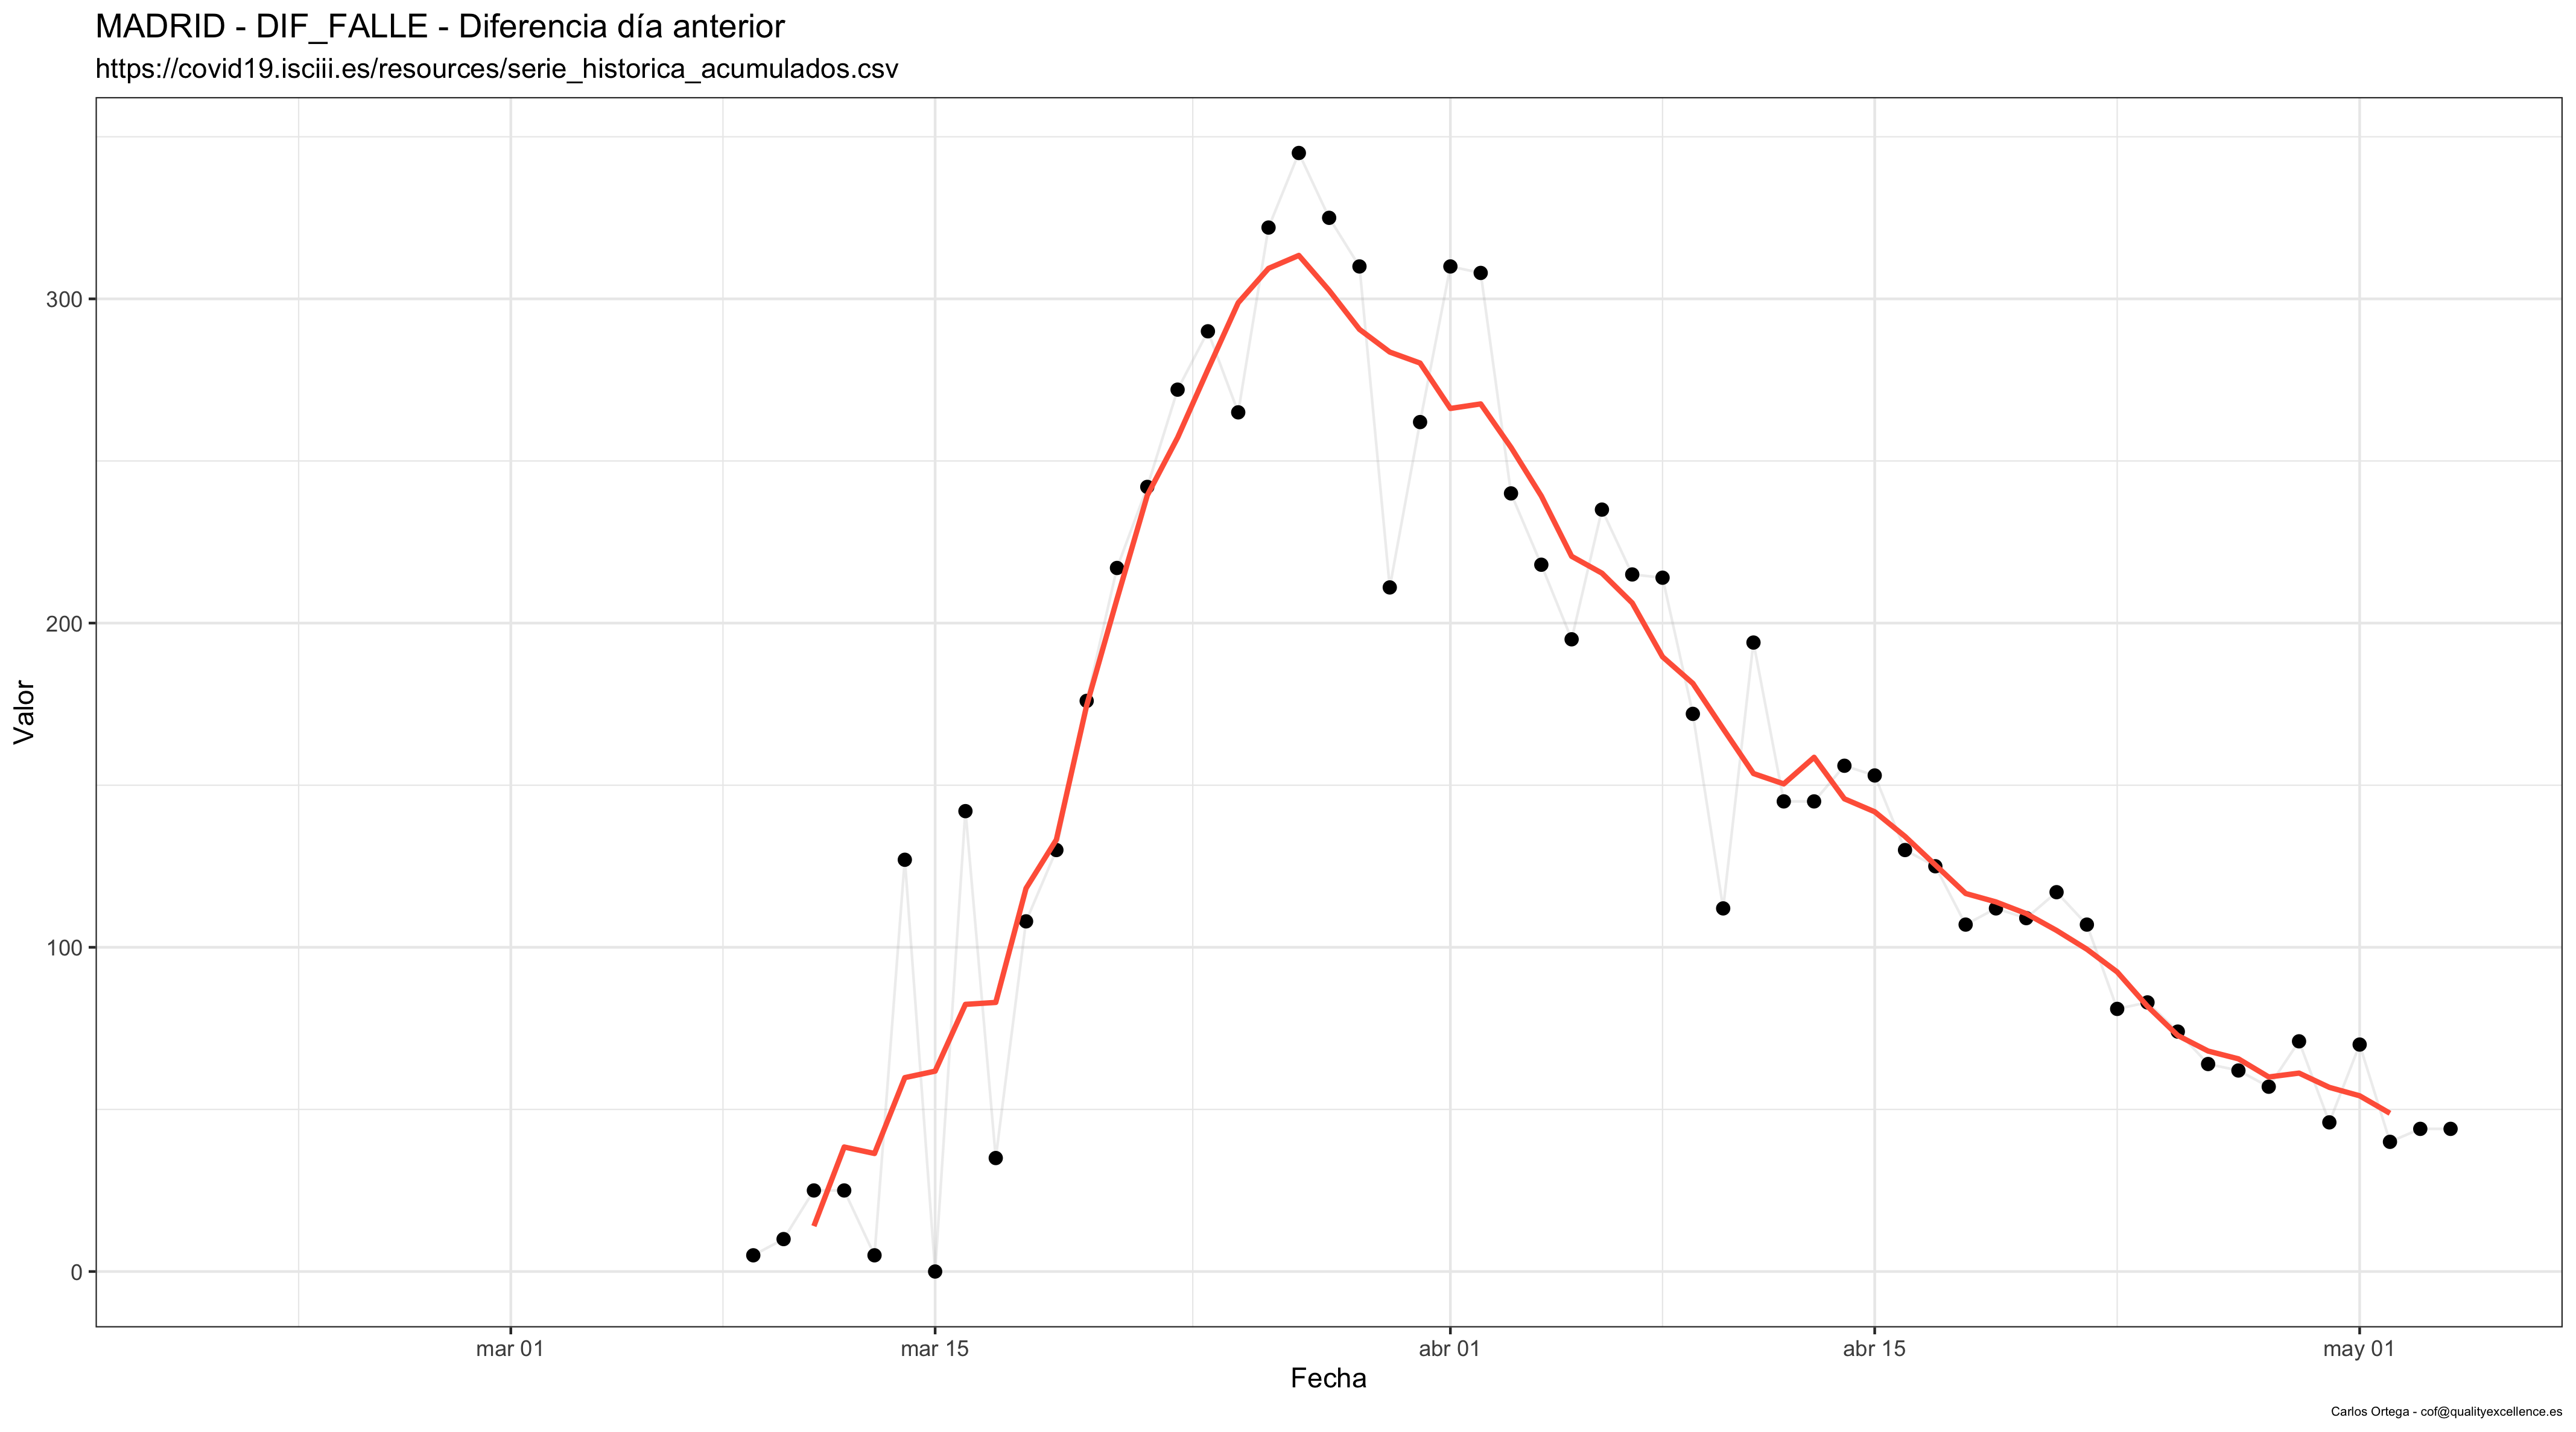 MADRID - DIF_FALLE - Diferencia día anterior
https://covid19.isciii.es/resources/serie_historica_acumulados.csv
Valor
300
200
100
0
mar 01
mar 15
abr 01
abr 15
may 01
Fecha
Carlos Ortega - cof@qualityexcellence.es